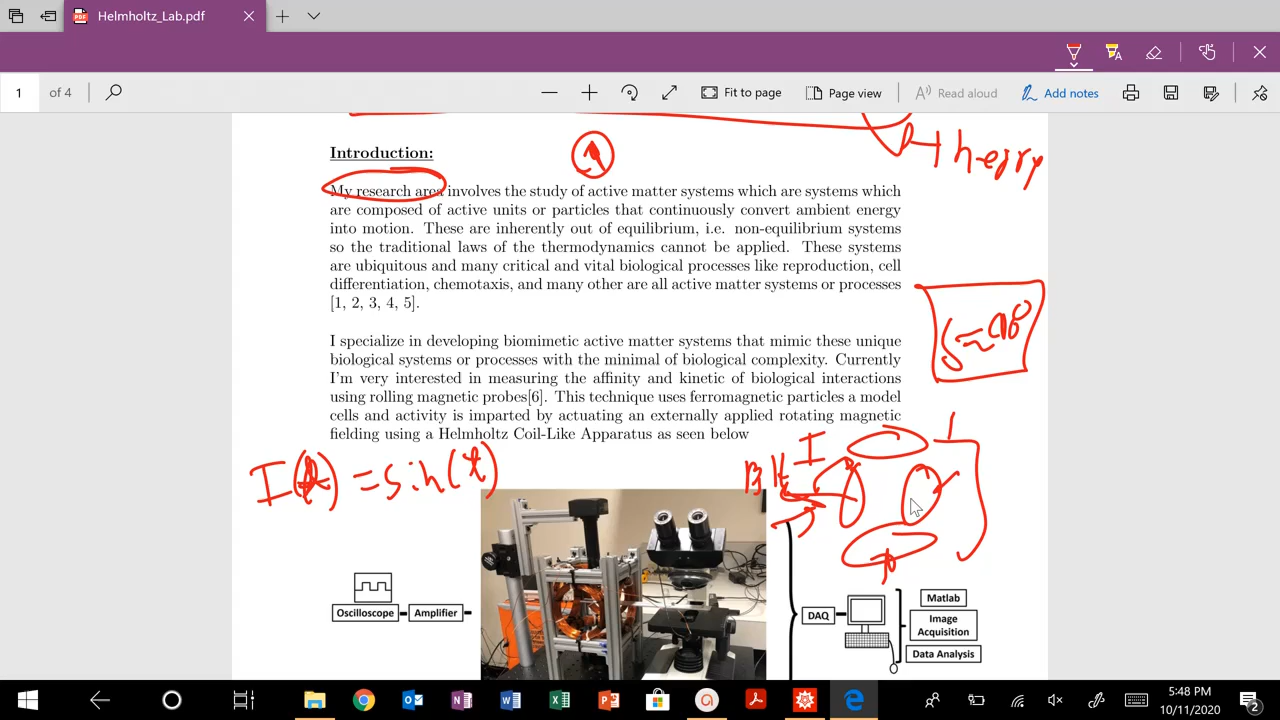 Helmholtz_Lab.pdf
1 of 4
Fit to page
Page view
Read aloud
Add notes
Theory
Introduction:
My research area involves the study of active matter systems which are systems which
are composed of active units or particles that continuously convert ambient energy
into motion. These are inherently out of equilibrium, i.e. non-equilibrium systems
so the traditional laws of the thermodynamics cannot be applied. These systems
are ubiquitous and many critical and vital biological processes like reproduction, cell
differentiation, chemotaxis, and many other are all active matter systems or processes
[1, 2, 3, 4, 5].
I specialize in developing biomimetic active matter systems that mimic these unique
biological systems or processes with the minimal of biological complexity. Currently
I'm very interested in measuring the affinity and kinetic of biological interactions
using rolling magnetic probes[6]. This technique uses ferromagnetic particles a model
cells and activity is imparted by actuating an externally applied rotating magnetic
fielding using a Helmholtz Coil-Like Apparatus as seen below
I
I(t) = sin(t)
Oscilloscope
Amplifier
DAQ
Matlab
Image
Acquisition
Data Analysis
5:48 PM
10/11/2020
2